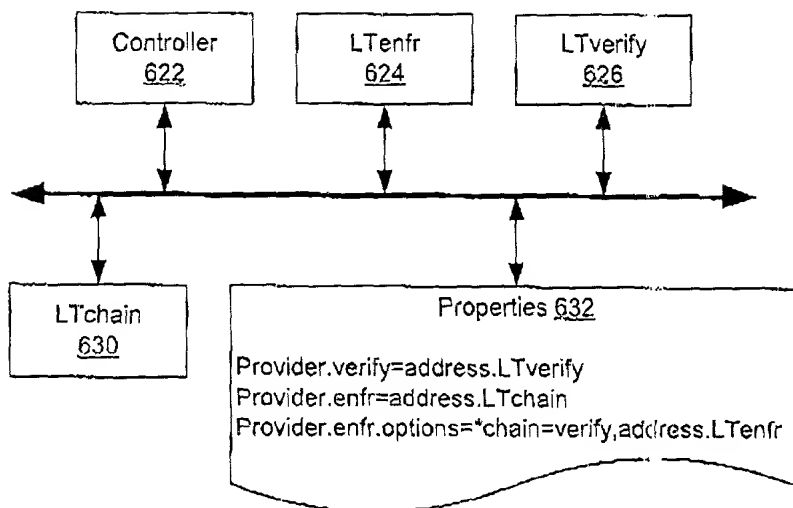 Controller
622
LTenfr
624
LTverify
626
LTchain
630
Properties 632
Provider.verify=address.LTverify
Provider.enfr=address.LTchain
Provider.enfr.options=*chain=verify,address.LTenfr